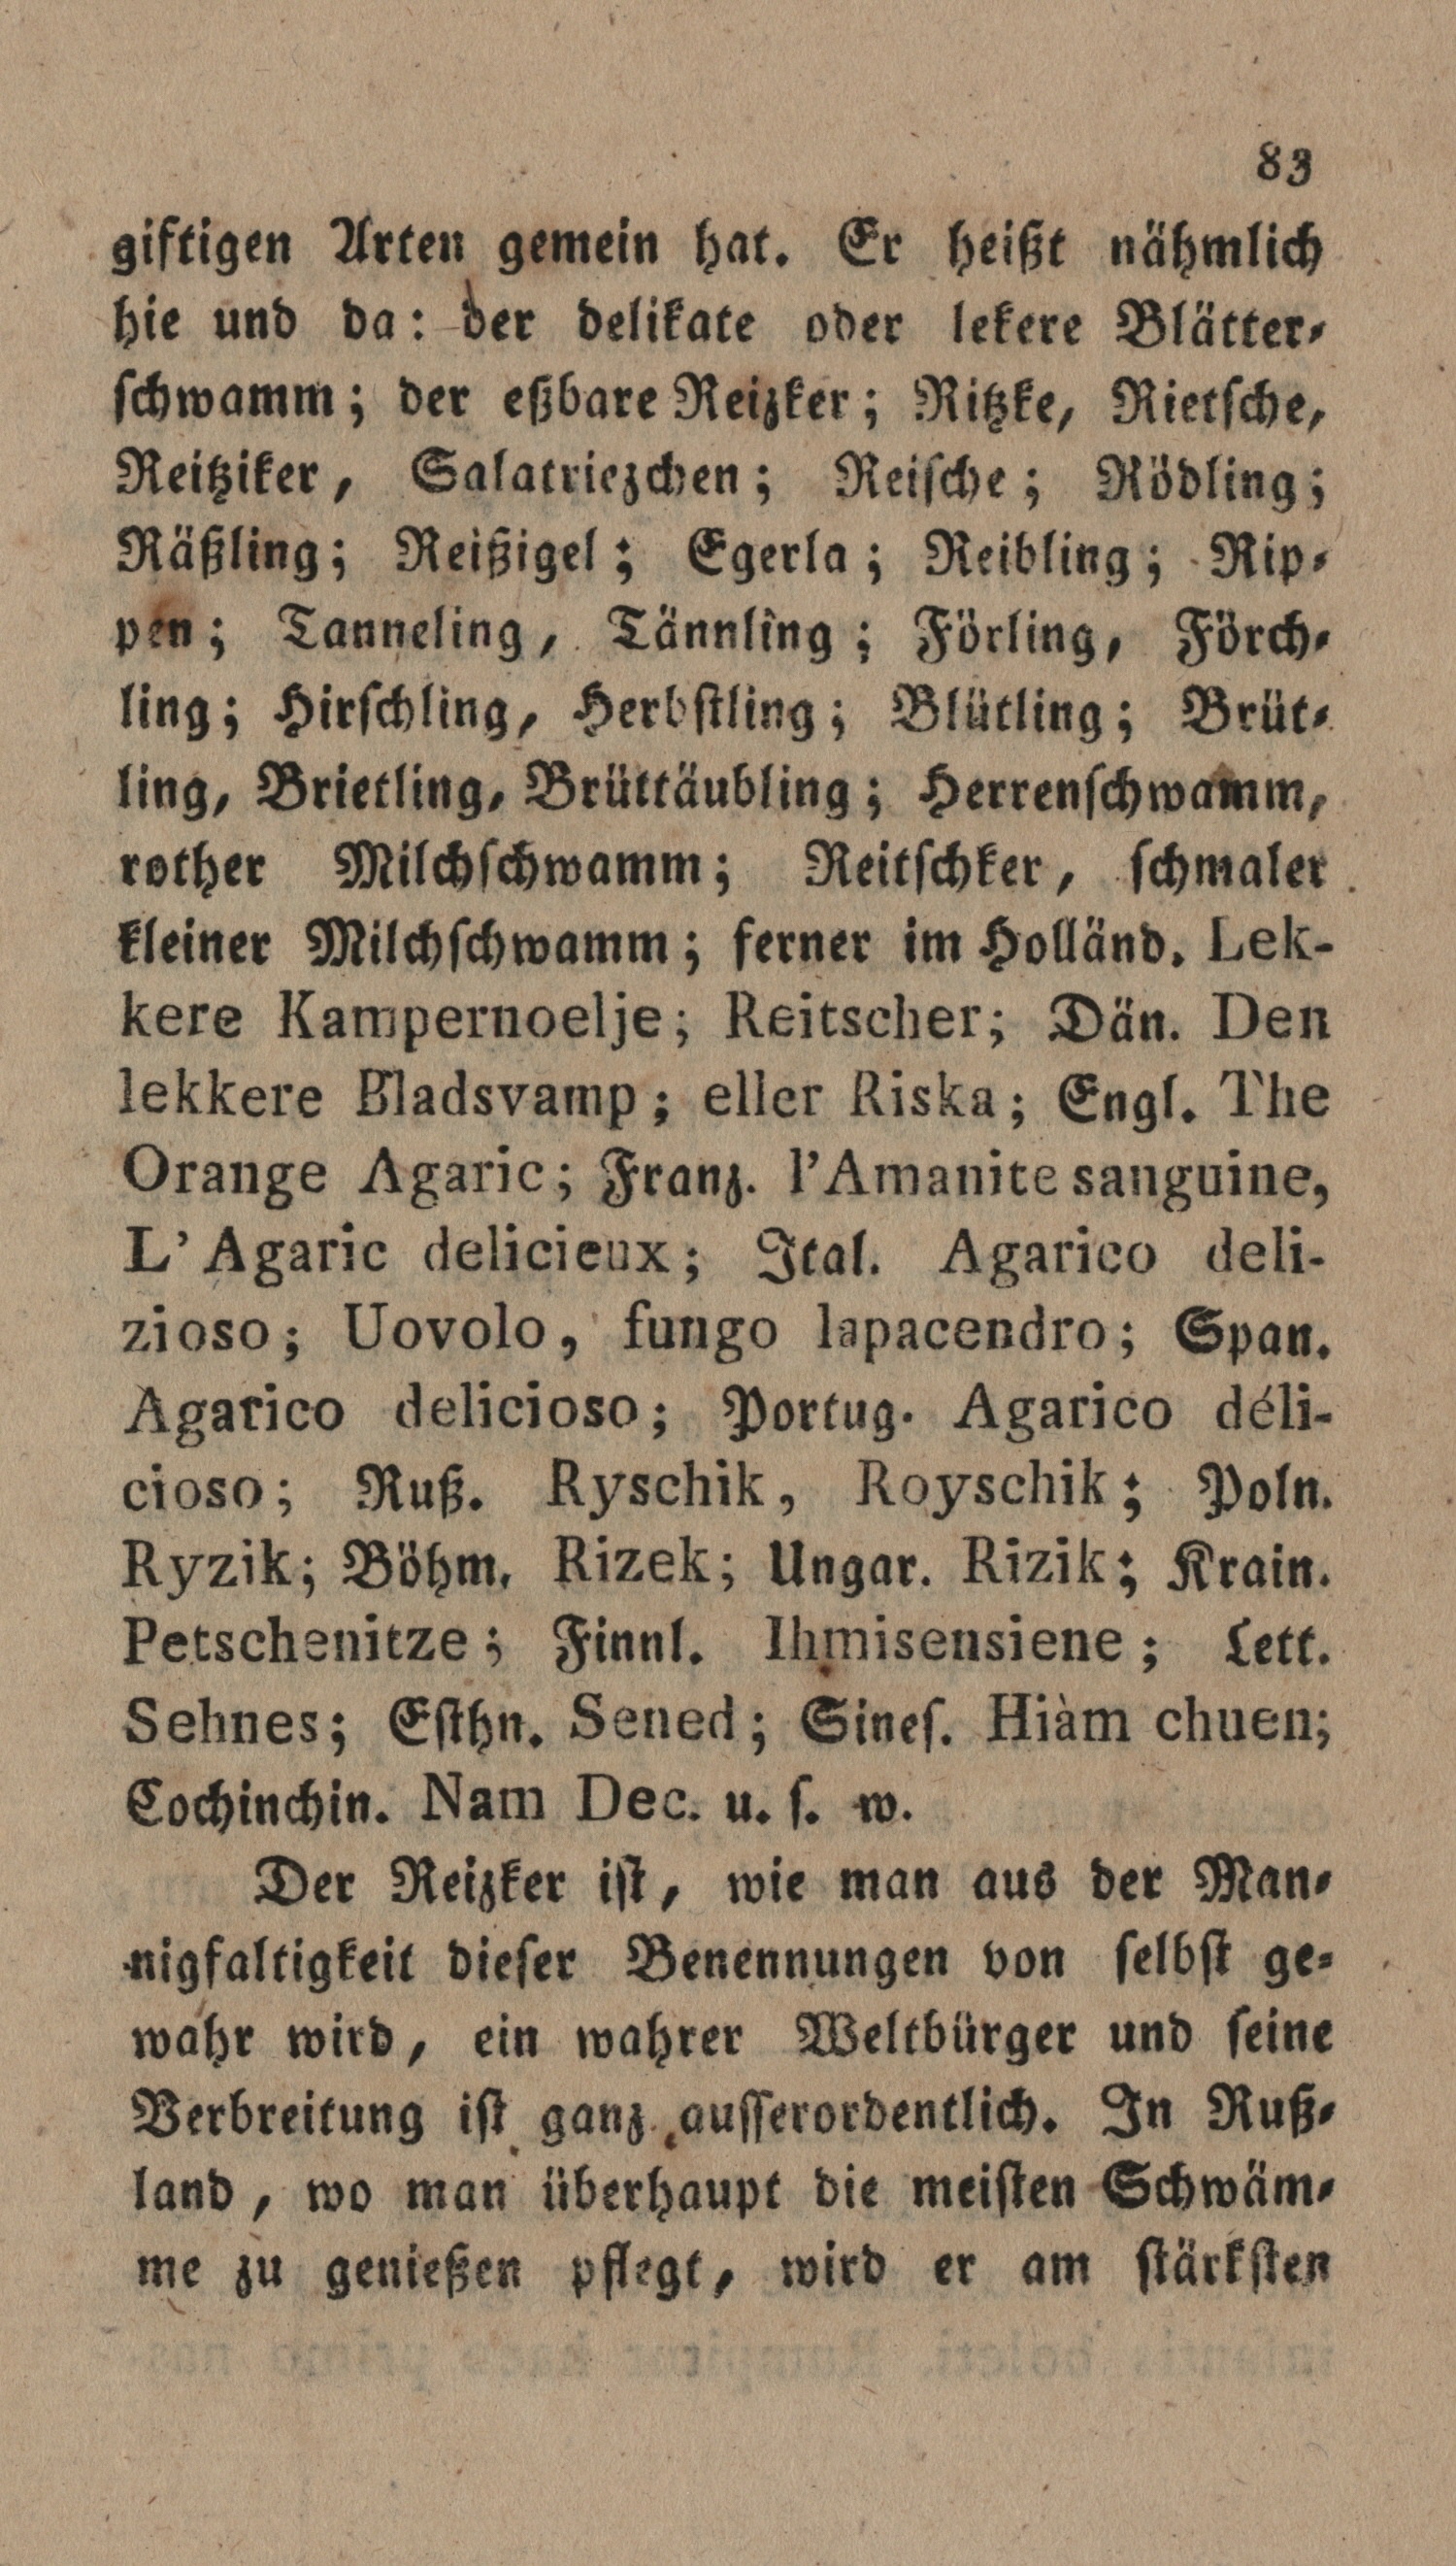 83
giftigen Arten gemein hat. Er heißt nähmlich
hie und da: der delikate oder lekere Blätter-
schwamm; der eßbare Reizker; Ritzke, Rietsche,
Reitziker, Salatriezchen; Reische; Rödling;
Räßling; Reißigel; Egerla; Reibling; Rip-
pen; Tanneling, Tännling; Förling, Förch-
ling; Hirschling, Herbstling; Blütling; Brüt-
ling, Brietling, Brüttäubling; Herrenschwamm,
rother Milchschwamm; Reitschker, schmaler
kleiner Milchschwamm; ferner im Holländ. Lek-
kere Kampernoelje; Reitscher; Dän. Den
lekkere Bladsvamp; eller Riska; Engl. The
Orange Agaric; Franz. l'Amanite sanguine,
L'Agaric delicieux; Ital. Agarico deli-
zioso; Uovolo, fungo lapacendro; Span.
Agarico delicioso; Portug. Agarico déli-
cioso; Ruß. Ryschik, Royschik; Poln.
Ryzik; Böhm. Rizek; Ungar. Rizik; Krain.
Petschenitze; Finnl. Ihmisensiene; Lett.
Sehnes; Esthn. Sened; Sines. Hiàm chuen;
Cochinchin. Nam Dec. u. s. w.
Der Reizker ist, wie man aus der Man-
nigfaltigkeit dieser Benennungen von selbst ge-
wahr wird, ein wahrer Weltbürger und seine
Verbreitung ist ganz ausserordentlich. In Ruß-
land, wo man überhaupt die meisten Schwäm-
me zu genießen pflegt, wird er am stärksten